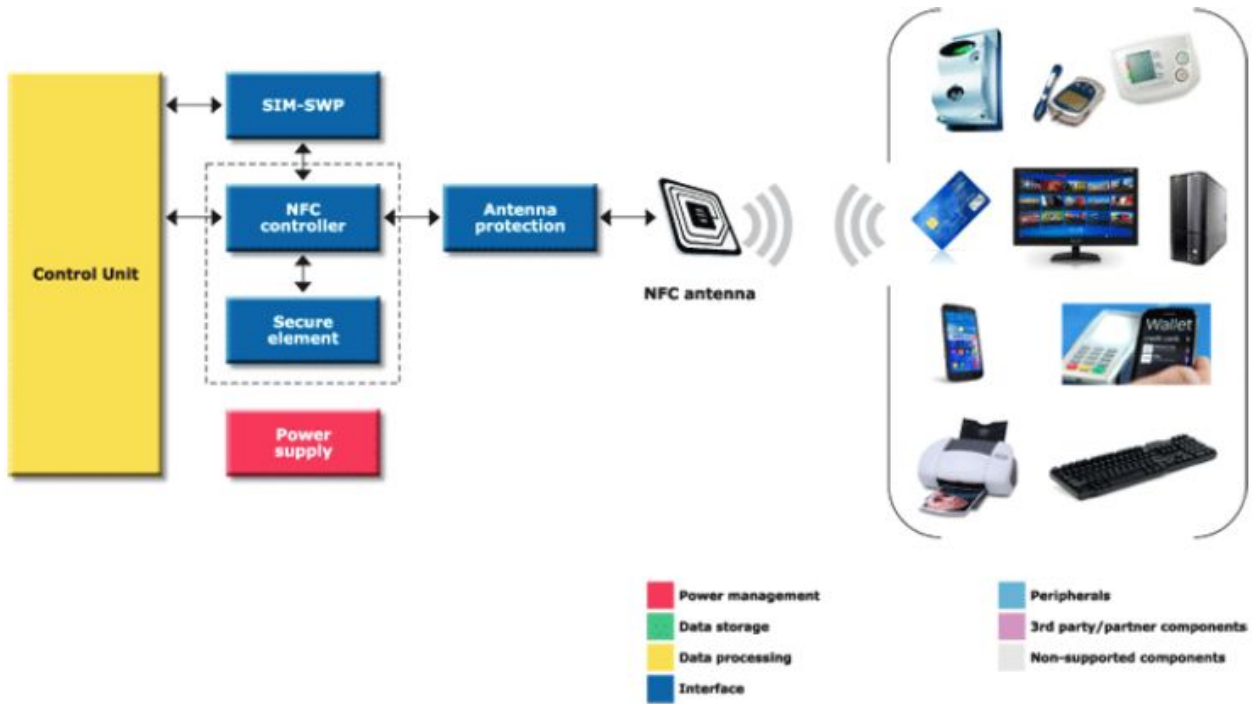 SIM-SWP
NFC
controller
Antenna
protection
Control Unit
NFC antenna
Secure
element
Wallet
Power
supply
Power management
Peripherals
Data storage
3rd party/partner components
Data processing
Non-supported components
Interface